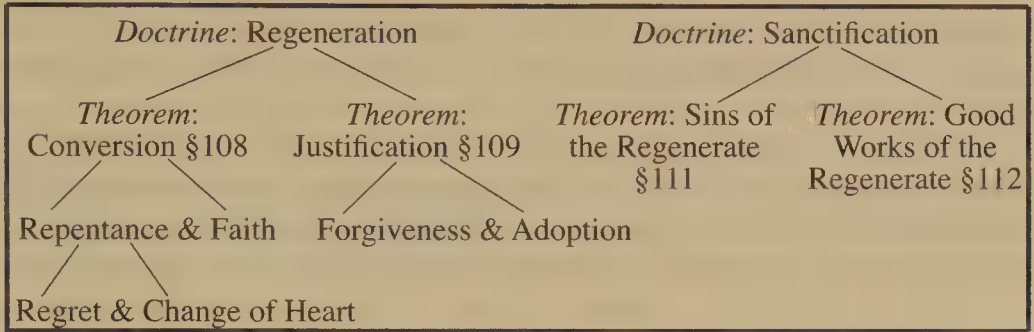 Doctrine: Regeneration
Doctrine: Sanctification
Theorem:
Conversion §108
Theorem:
Justification §109
Theorem: Sins of
the Regenerate
§111
Theorem: Good
Works of the
Regenerate §112
Repentance & Faith
Forgiveness & Adoption
Regret & Change of Heart